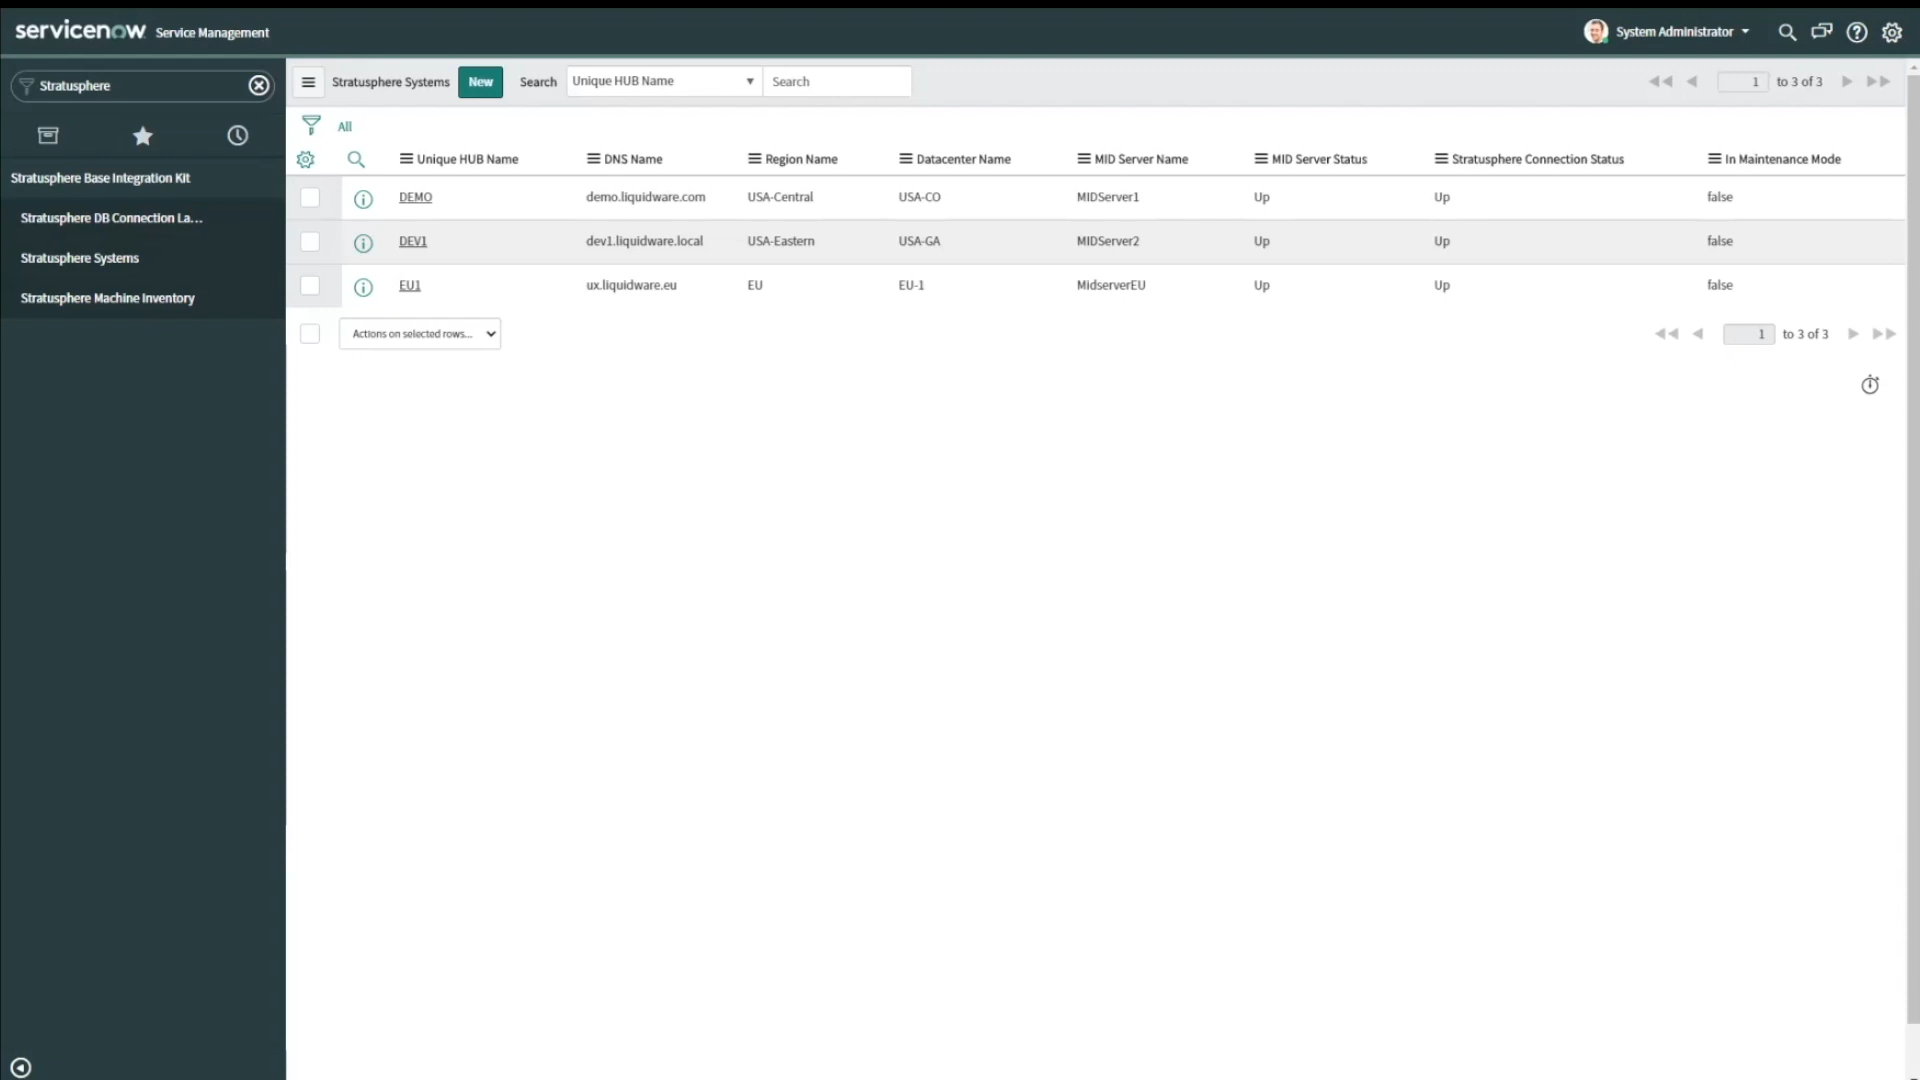 servicenow Service Management
System Administrator
Stratusphere
Stratusphere Systems New Search Unique HUB Name Search 1 to 3 of 3
All
Unique HUB Name DNS Name Region Name Datacenter Name MID Server Name MID Server Status Stratusphere Connection Status In Maintenance Mode
Stratusphere Base Integration Kit
Stratusphere DB Connection La...
Stratusphere Systems
Stratusphere Machine Inventory
DEMO demo.liquidware.com USA-Central USA-CO MIDServer1 Up Up false
DEV1 dev1.liquidware.local USA-Eastern USA-GA MIDServer2 Up Up false
EU1 ux.liquidware.eu EU EU-1 MidserverEU Up Up false
Actions on selected rows... 1 to 3 of 3